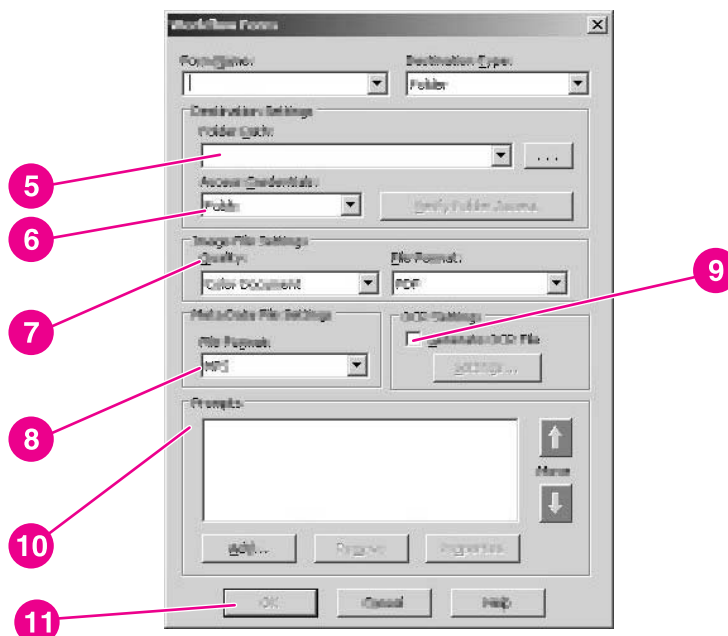 Workflow Form
Form Name:
Destination Type:
Folder
Destination Settings
Folder Path:
...
5
Access Credentials:
Public
Verify Folder Access
6
Image File Settings
Quality:
File Format:
9
Color Document
PDF
7
Meta-Data File Settings
OCR Settings
Generate OCR File
File Format:
Settings...
8
Prompts
Move
Add...
Remove
Properties
10
OK
Cancel
Help
11